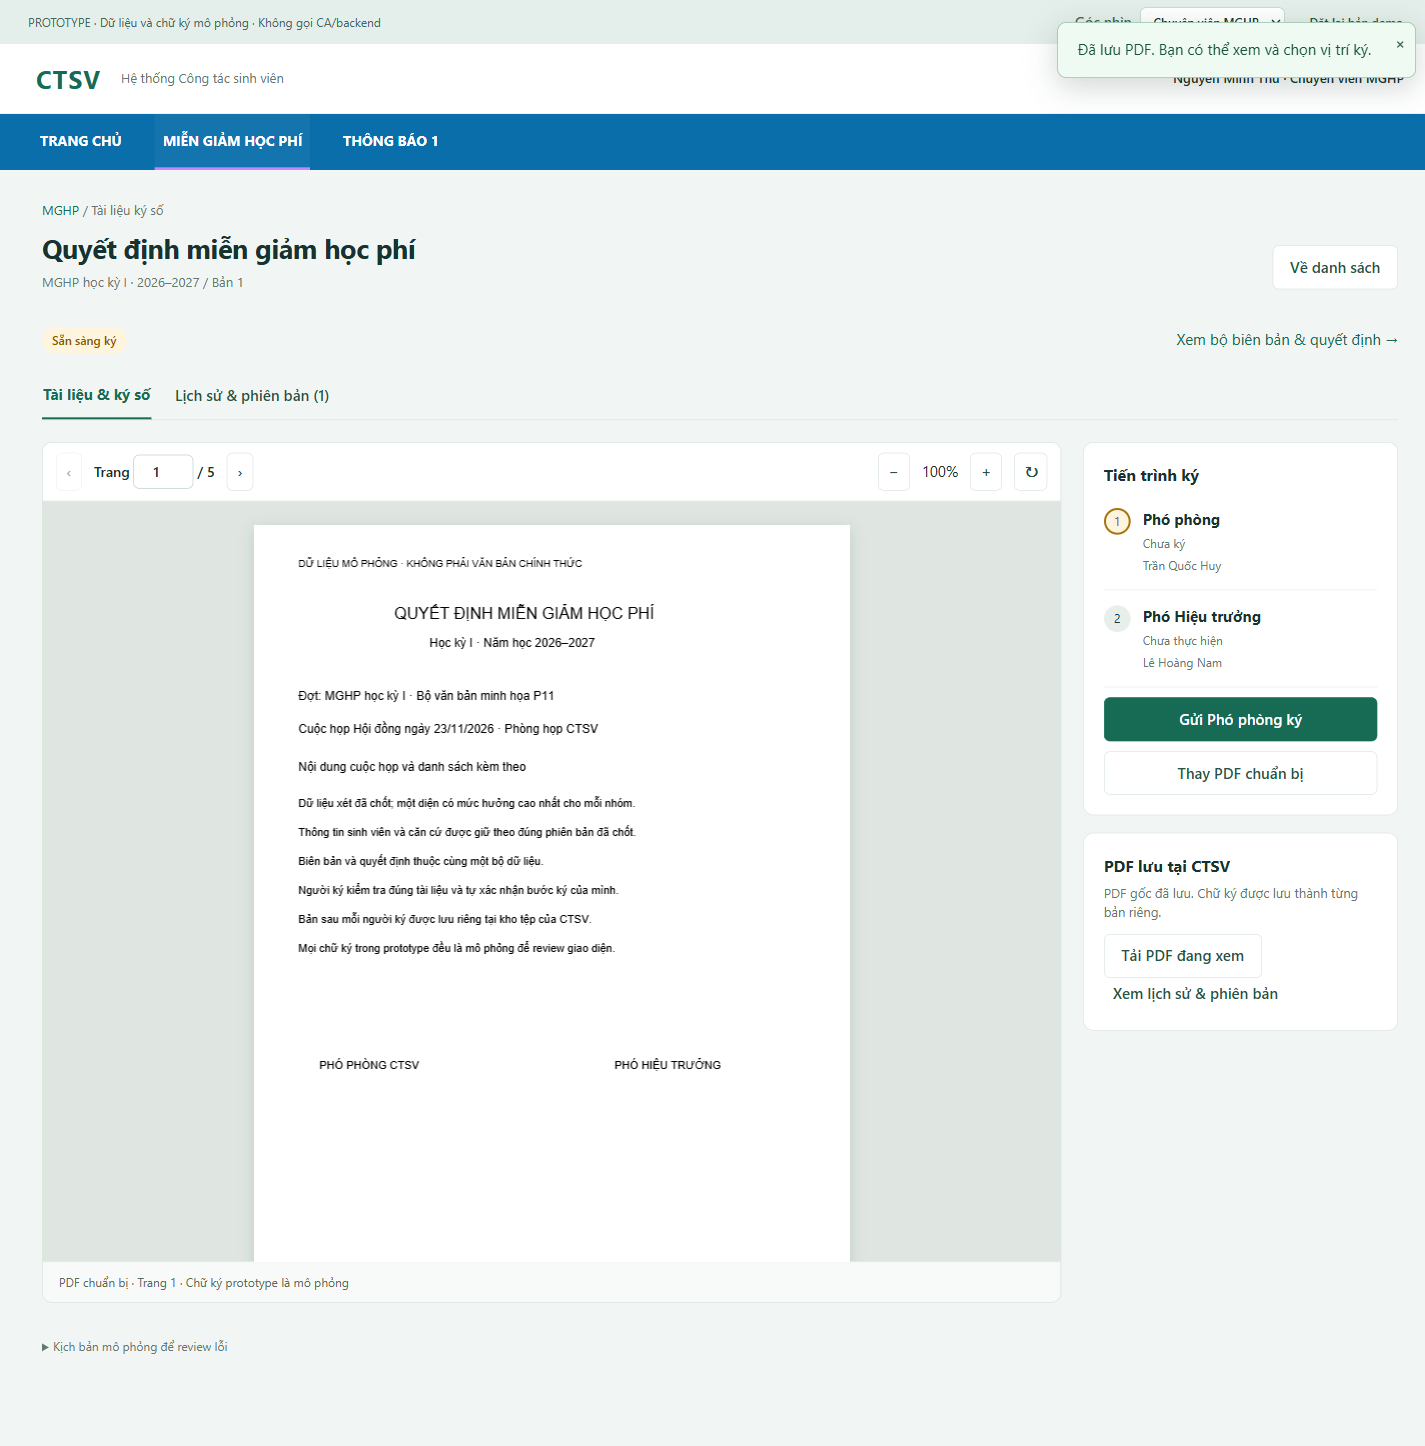 PROTOTYPE · Dữ liệu và chữ ký mô phỏng · Không gọi CA/backend
Đã lưu PDF. Bạn có thể xem và chọn vị trí ký.
×
CTSV
Hệ thống Công tác sinh viên
Nguyễn Minh Thu · Chuyên viên MGHP
TRANG CHỦ
MIỄN GIẢM HỌC PHÍ
THÔNG BÁO 1
MGHP / Tài liệu ký số
Quyết định miễn giảm học phí
MGHP học kỳ I · 2026–2027 / Bản 1
Về danh sách
Sẵn sàng ký
Xem bộ biên bản & quyết định →
Tài liệu & ký số
Lịch sử & phiên bản (1)
‹ Trang 1 / 5 ›
− 100% + ↻
DỮ LIỆU MÔ PHỎNG · KHÔNG PHẢI VĂN BẢN CHÍNH THỨC
QUYẾT ĐỊNH MIỄN GIẢM HỌC PHÍ
Học kỳ I · Năm học 2026–2027
Đợt: MGHP học kỳ I · Bộ văn bản minh họa P11
Cuộc họp Hội đồng ngày 23/11/2026 · Phòng họp CTSV
Nội dung cuộc họp và danh sách kèm theo
Dữ liệu xét đã chốt; một diện có mức hưởng cao nhất cho mỗi nhóm.
Thông tin sinh viên và căn cứ được giữ theo đúng phiên bản đã chốt.
Biên bản và quyết định thuộc cùng một bộ dữ liệu.
Người ký kiểm tra đúng tài liệu và tự xác nhận bước ký của mình.
Bản sau mỗi người ký được lưu riêng tại kho tệp của CTSV.
Mọi chữ ký trong prototype đều là mô phỏng để review giao diện.
PHÓ PHÒNG CTSV
PHÓ HIỆU TRƯỞNG
PDF chuẩn bị · Trang 1 · Chữ ký prototype là mô phỏng
Tiến trình ký
1
Phó phòng
Chưa ký
Trần Quốc Huy
2
Phó Hiệu trưởng
Chưa thực hiện
Lê Hoàng Nam
Gửi Phó phòng ký
Thay PDF chuẩn bị
PDF lưu tại CTSV
PDF gốc đã lưu. Chữ ký được lưu thành từng
bản riêng.
Tải PDF đang xem
Xem lịch sử & phiên bản
Kịch bản mô phỏng để review lỗi